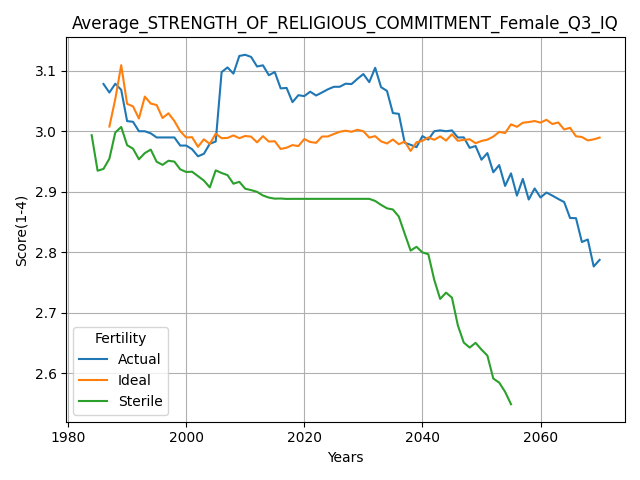 Average_STRENGTH_OF_RELIGIOUS_COMMITMENT_Female_Q3_IQ
3.1
3.0
2.9
2.8
2.7
2.6
Score(1-4)
Fertility
Actual
Ideal
Sterile
1980 2000 2020 2040 2060
Years